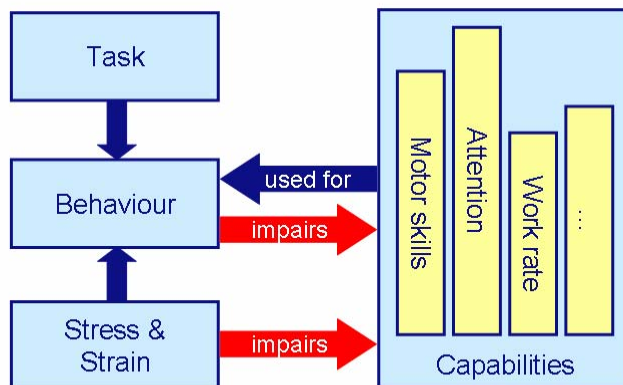 Task
Behaviour
Stress &
Strain
used for
impairs
impairs
Motor skills
Attention
Work rate
...
Capabilities